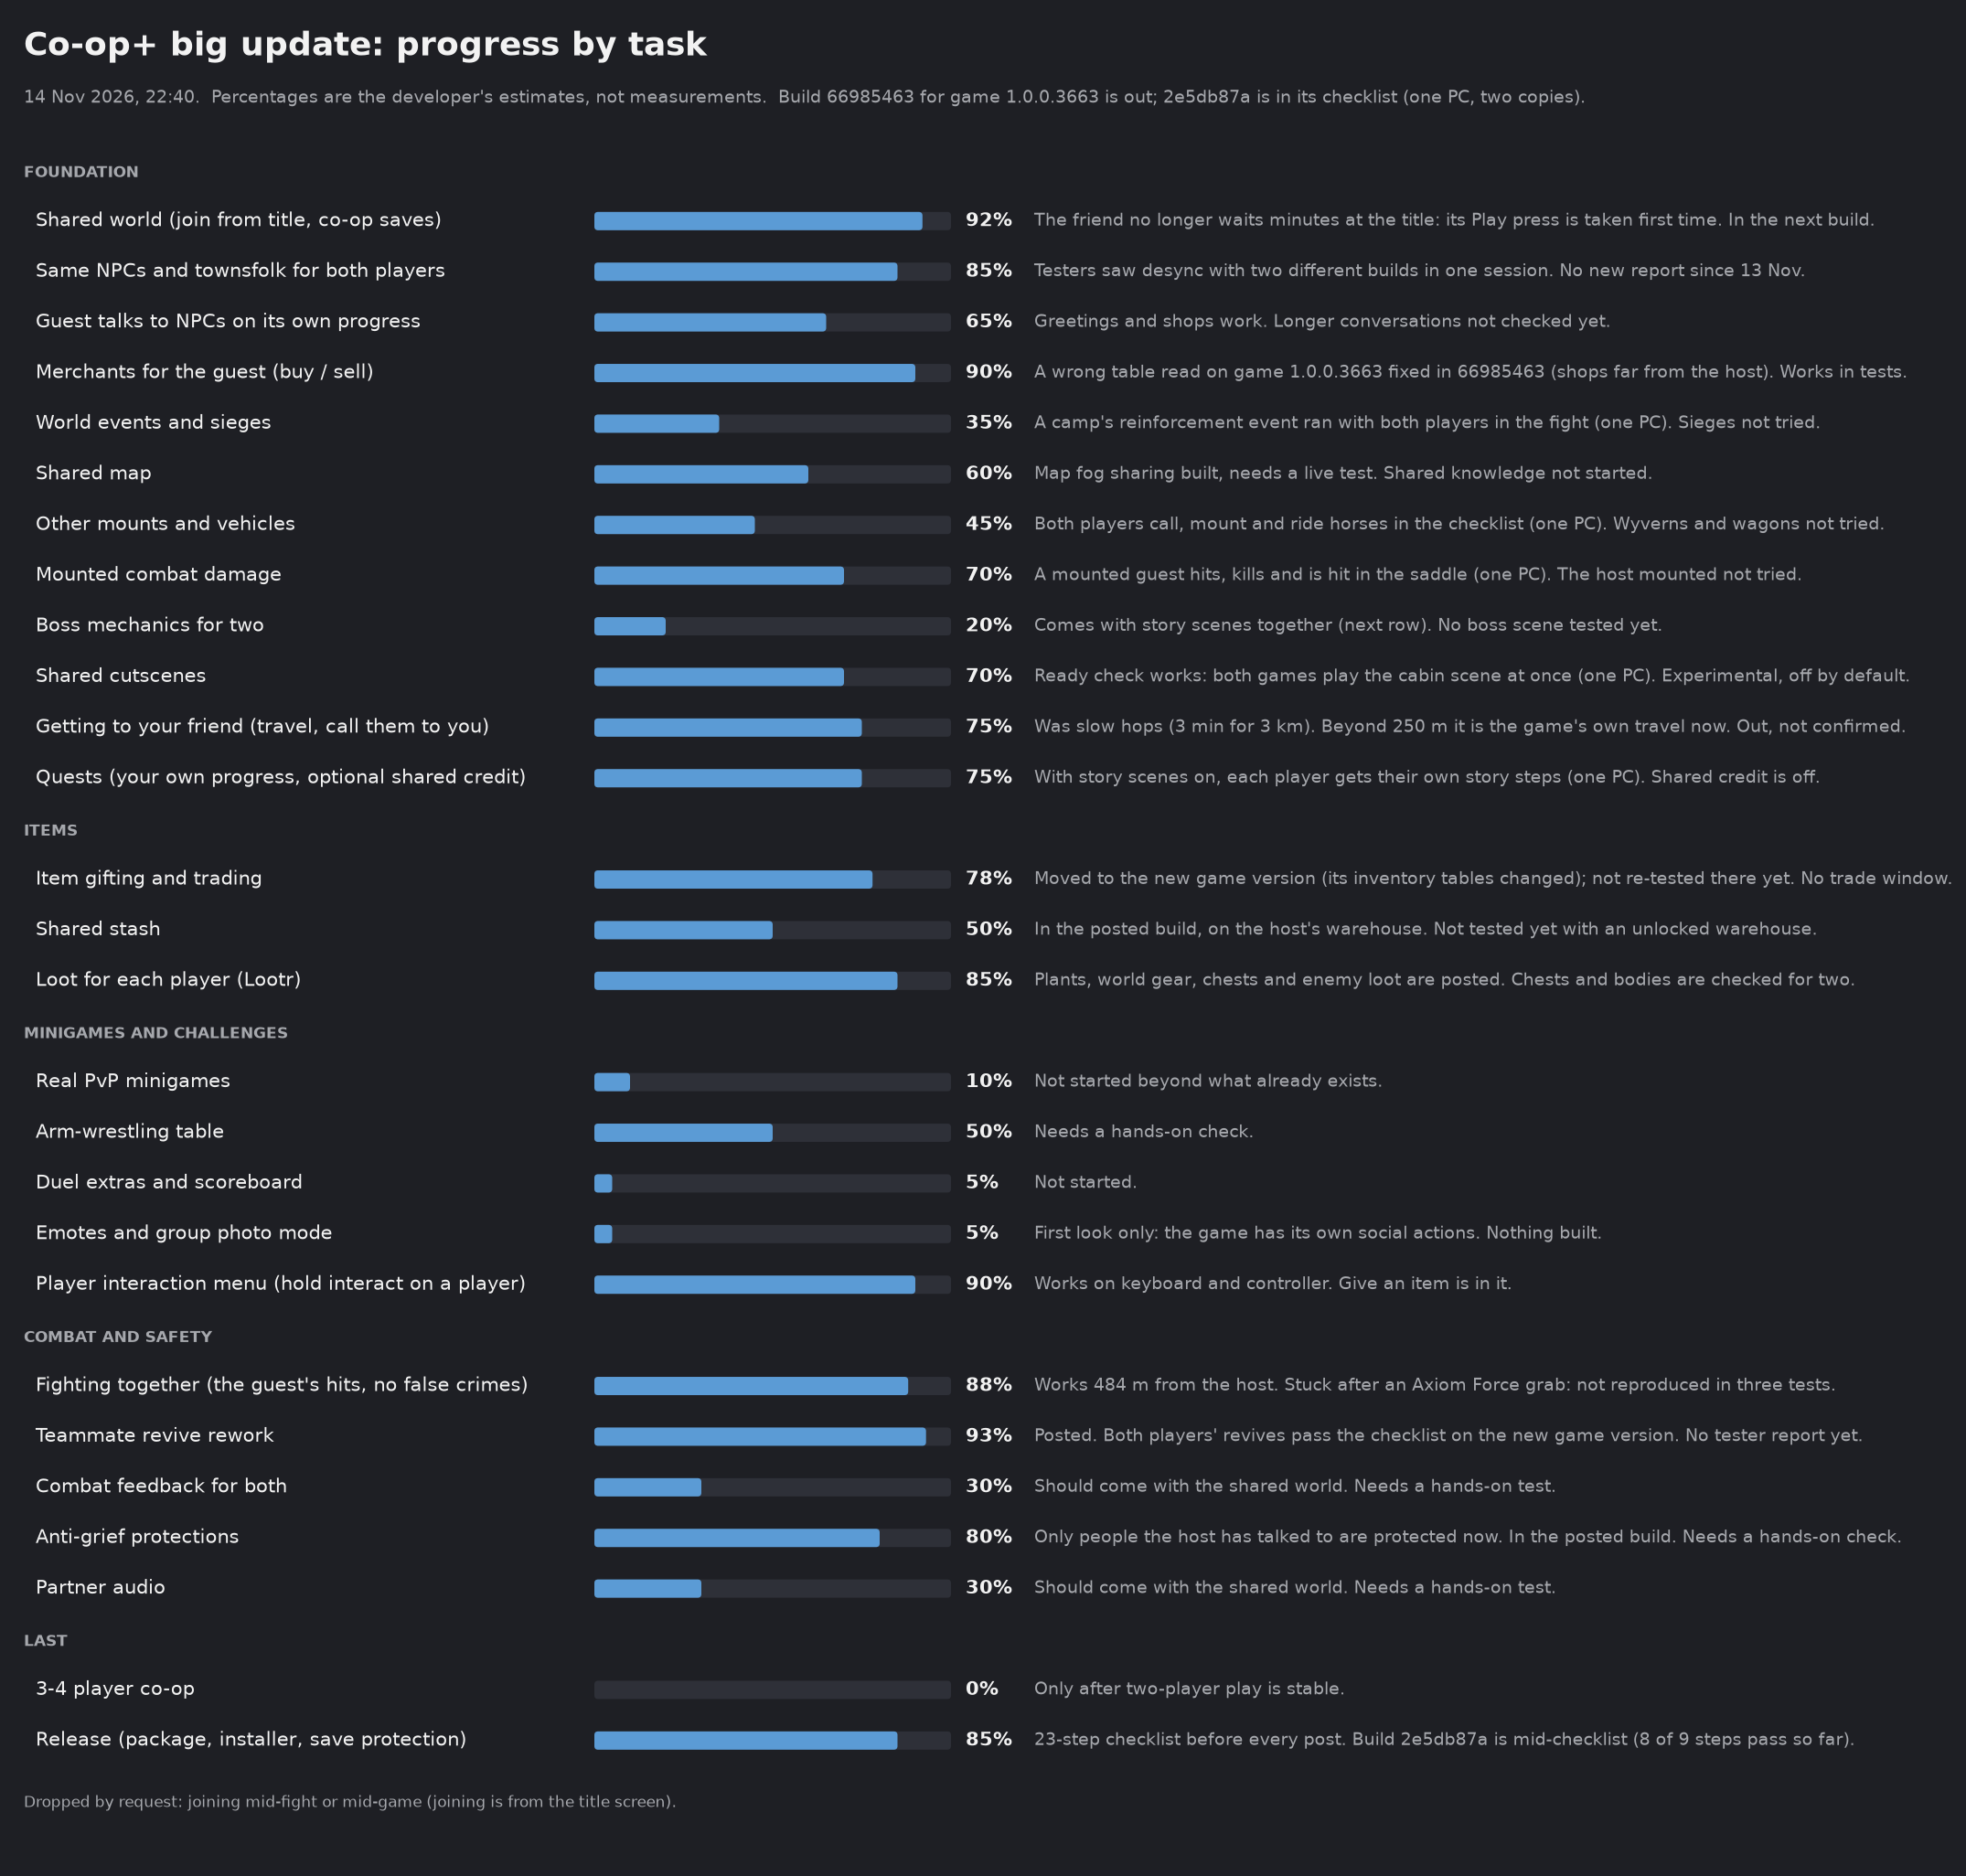 Co-op+ big update: progress by task
14 Nov 2026, 22:40.  Percentages are the developer's estimates, not measurements.  Build 66985463 for game 1.0.0.3663 is out; 2e5db87a is in its checklist (one PC, two copies).
FOUNDATION
Shared world (join from title, co-op saves) 92% The friend no longer waits minutes at the title: its Play press is taken first time. In the next build.
Same NPCs and townsfolk for both players 85% Testers saw desync with two different builds in one session. No new report since 13 Nov.
Guest talks to NPCs on its own progress 65% Greetings and shops work. Longer conversations not checked yet.
Merchants for the guest (buy / sell) 90% A wrong table read on game 1.0.0.3663 fixed in 66985463 (shops far from the host). Works in tests.
World events and sieges 35% A camp's reinforcement event ran with both players in the fight (one PC). Sieges not tried.
Shared map 60% Map fog sharing built, needs a live test. Shared knowledge not started.
Other mounts and vehicles 45% Both players call, mount and ride horses in the checklist (one PC). Wyverns and wagons not tried.
Mounted combat damage 70% A mounted guest hits, kills and is hit in the saddle (one PC). The host mounted not tried.
Boss mechanics for two 20% Comes with story scenes together (next row). No boss scene tested yet.
Shared cutscenes 70% Ready check works: both games play the cabin scene at once (one PC). Experimental, off by default.
Getting to your friend (travel, call them to you) 75% Was slow hops (3 min for 3 km). Beyond 250 m it is the game's own travel now. Out, not confirmed.
Quests (your own progress, optional shared credit) 75% With story scenes on, each player gets their own story steps (one PC). Shared credit is off.
ITEMS
Item gifting and trading 78% Moved to the new game version (its inventory tables changed); not re-tested there yet. No trade window.
Shared stash 50% In the posted build, on the host's warehouse. Not tested yet with an unlocked warehouse.
Loot for each player (Lootr) 85% Plants, world gear, chests and enemy loot are posted. Chests and bodies are checked for two.
MINIGAMES AND CHALLENGES
Real PvP minigames 10% Not started beyond what already exists.
Arm-wrestling table 50% Needs a hands-on check.
Duel extras and scoreboard 5% Not started.
Emotes and group photo mode 5% First look only: the game has its own social actions. Nothing built.
Player interaction menu (hold interact on a player) 90% Works on keyboard and controller. Give an item is in it.
COMBAT AND SAFETY
Fighting together (the guest's hits, no false crimes) 88% Works 484 m from the host. Stuck after an Axiom Force grab: not reproduced in three tests.
Teammate revive rework 93% Posted. Both players' revives pass the checklist on the new game version. No tester report yet.
Combat feedback for both 30% Should come with the shared world. Needs a hands-on test.
Anti-grief protections 80% Only people the host has talked to are protected now. In the posted build. Needs a hands-on check.
Partner audio 30% Should come with the shared world. Needs a hands-on test.
LAST
3-4 player co-op 0% Only after two-player play is stable.
Release (package, installer, save protection) 85% 23-step checklist before every post. Build 2e5db87a is mid-checklist (8 of 9 steps pass so far).
Dropped by request: joining mid-fight or mid-game (joining is from the title screen).